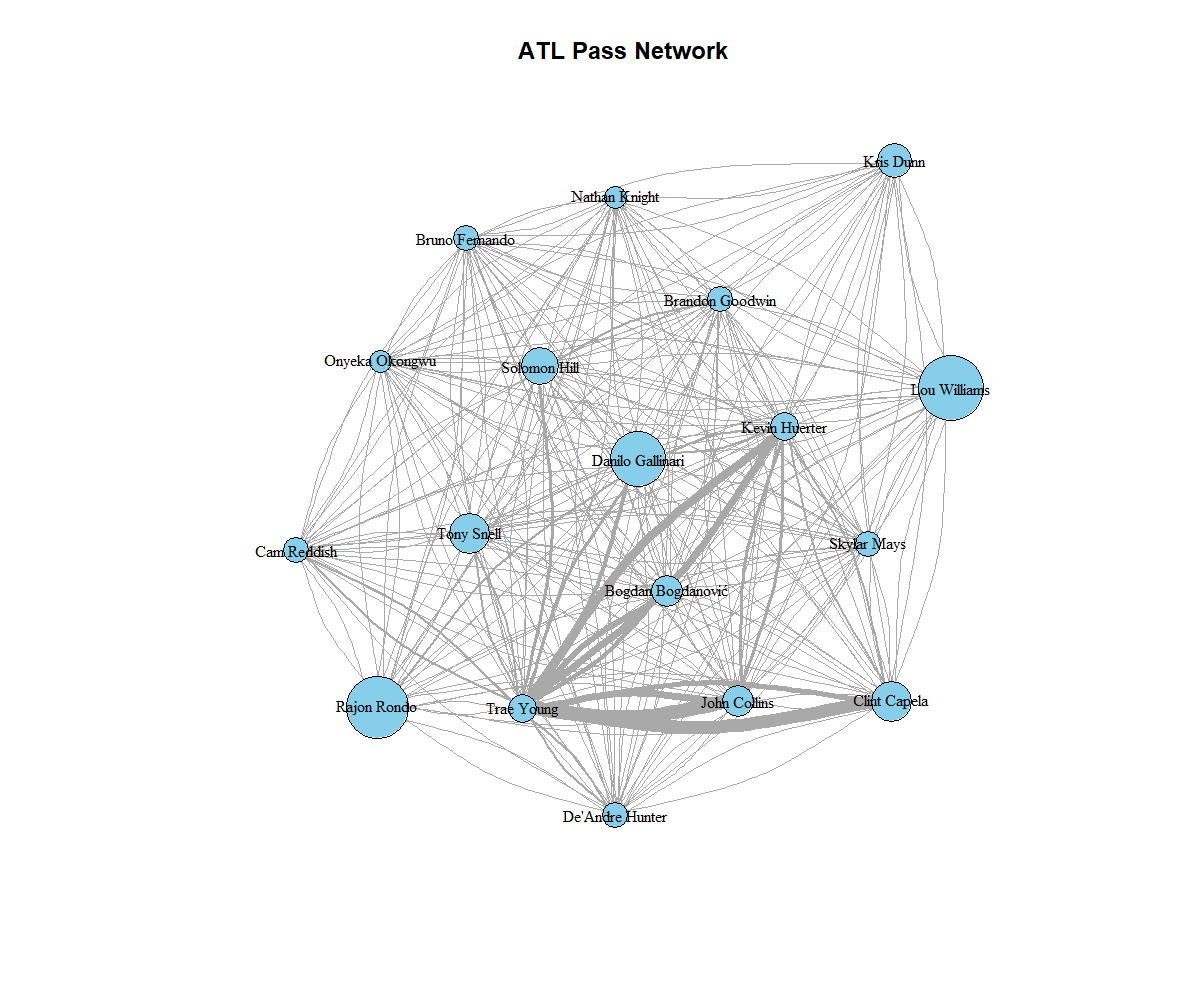 ATL Pass Network
Kris Dunn
Nathan Knight
Bruno Fernando
Brandon Goodwin
Onyeka Okongwu
Solomon Hill
Lou Williams
Kevin Huerter
Danilo Gallinari
Tony Snell
Skylar Mays
Cam Reddish
Bogdan Bogdanović
Clint Capela
John Collins
Rajon Rondo
Trae Young
De'Andre Hunter